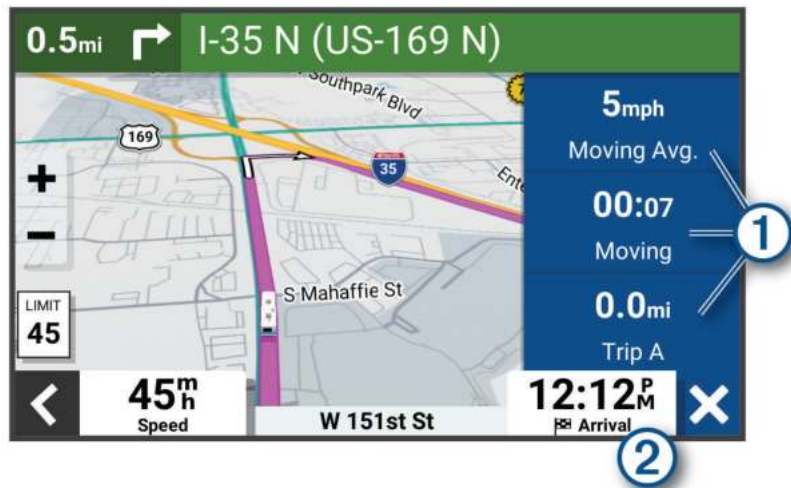 0.5mi I-35 N (US-169 N)
Southpark Blvd
169
35
Ente
+
−
S Mahaffie St
LIMIT
45
5mph
Moving Avg.
00:07
Moving
0.0mi
Trip A
1
45mh
Speed
W 151st St
12:12PM
Arrival
2